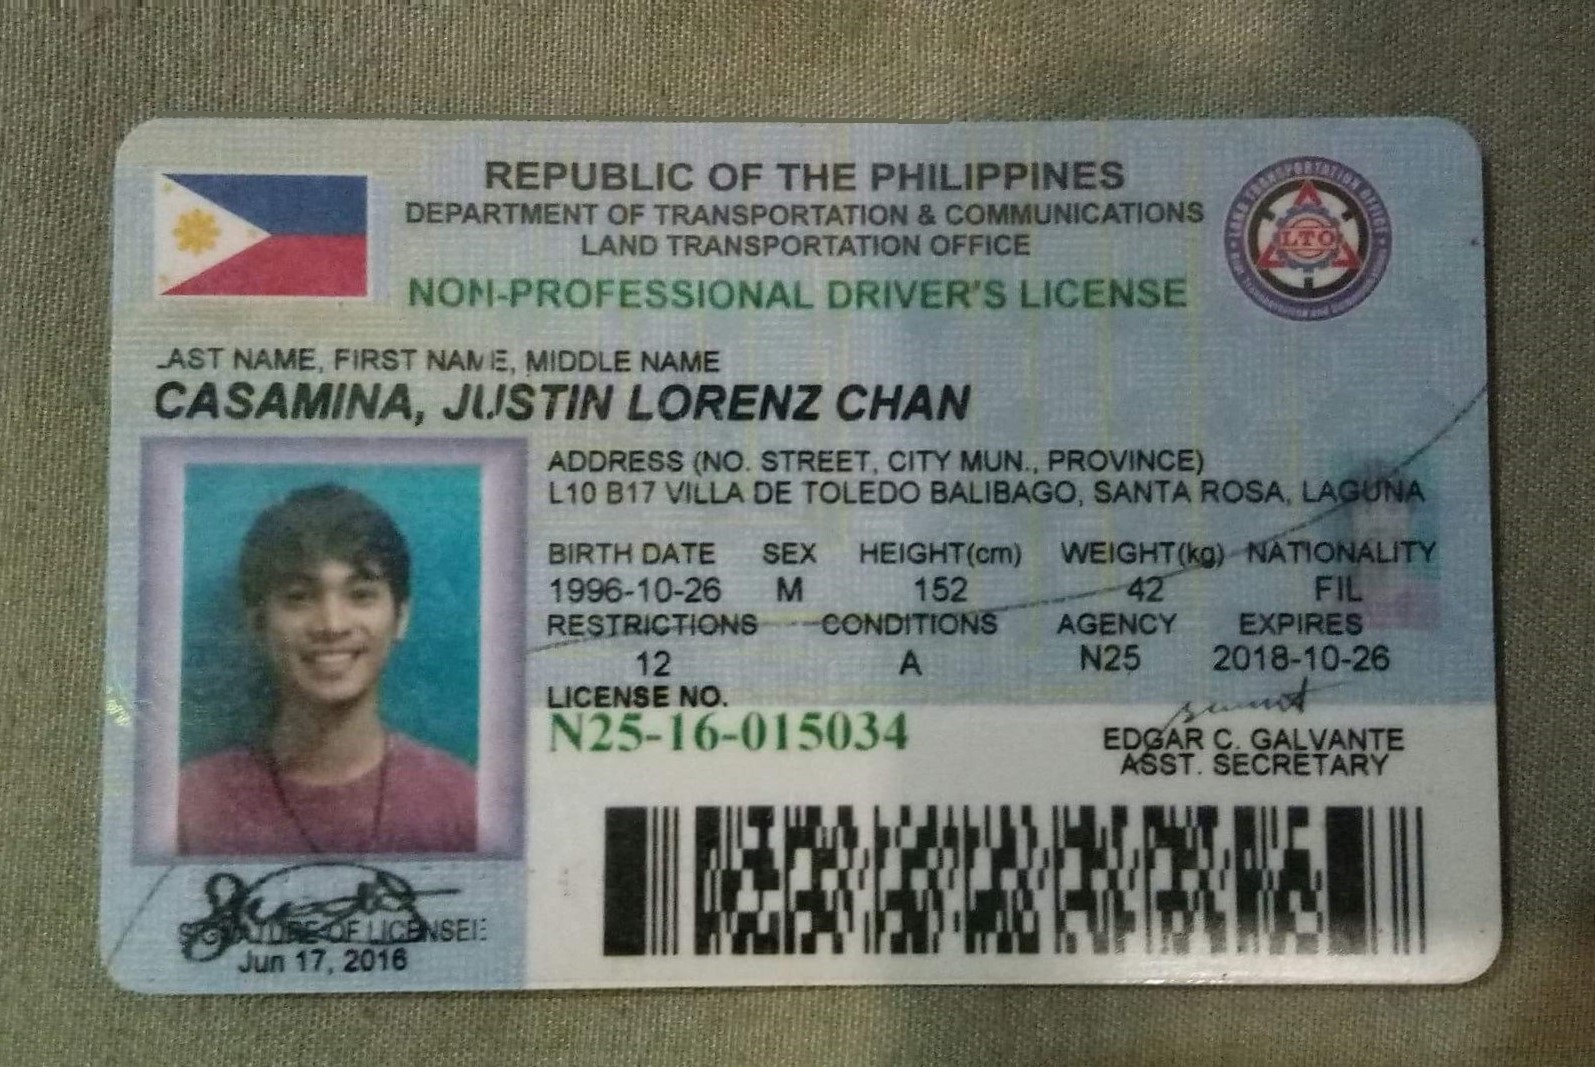 REPUBLIC OF THE PHILIPPINES
DEPARTMENT OF TRANSPORTATION & COMMUNICATIONS
LAND TRANSPORTATION OFFICE
NON-PROFESSIONAL DRIVER'S LICENSE
LAND TRANSPORTATION OFFICE
LTO
LAST NAME, FIRST NAME, MIDDLE NAME
CASAMINA, JUSTIN LORENZ CHAN
ADDRESS (NO. STREET, CITY MUN., PROVINCE)
L10 B17 VILLA DE TOLEDO BALIBAGO, SANTA ROSA, LAGUNA
BIRTH DATE SEX HEIGHT(cm) WEIGHT(kg) NATIONALITY
1996-10-26 M 152 42 FIL
RESTRICTIONS CONDITIONS AGENCY EXPIRES
12 A N25 2018-10-26
LICENSE NO.
N25-16-015034
EDGAR C. GALVANTE
ASST. SECRETARY
SIGNATURE OF LICENSEE
Jun 17, 2016